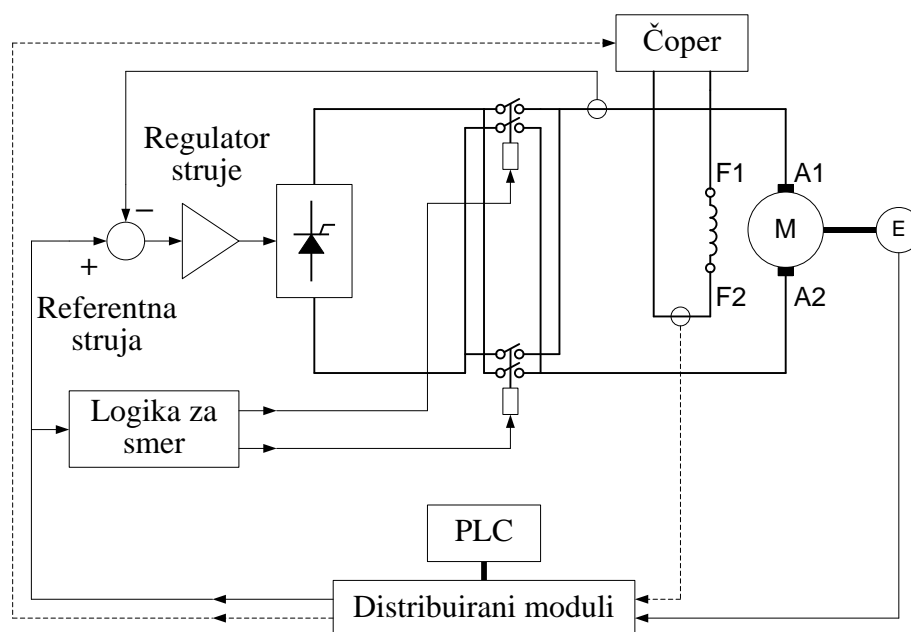 Čoper
Regulator
struje
F1
A1
M
E
−
+
F2
A2
Referentna
struja
Logika za
smer
PLC
Distribuirani moduli